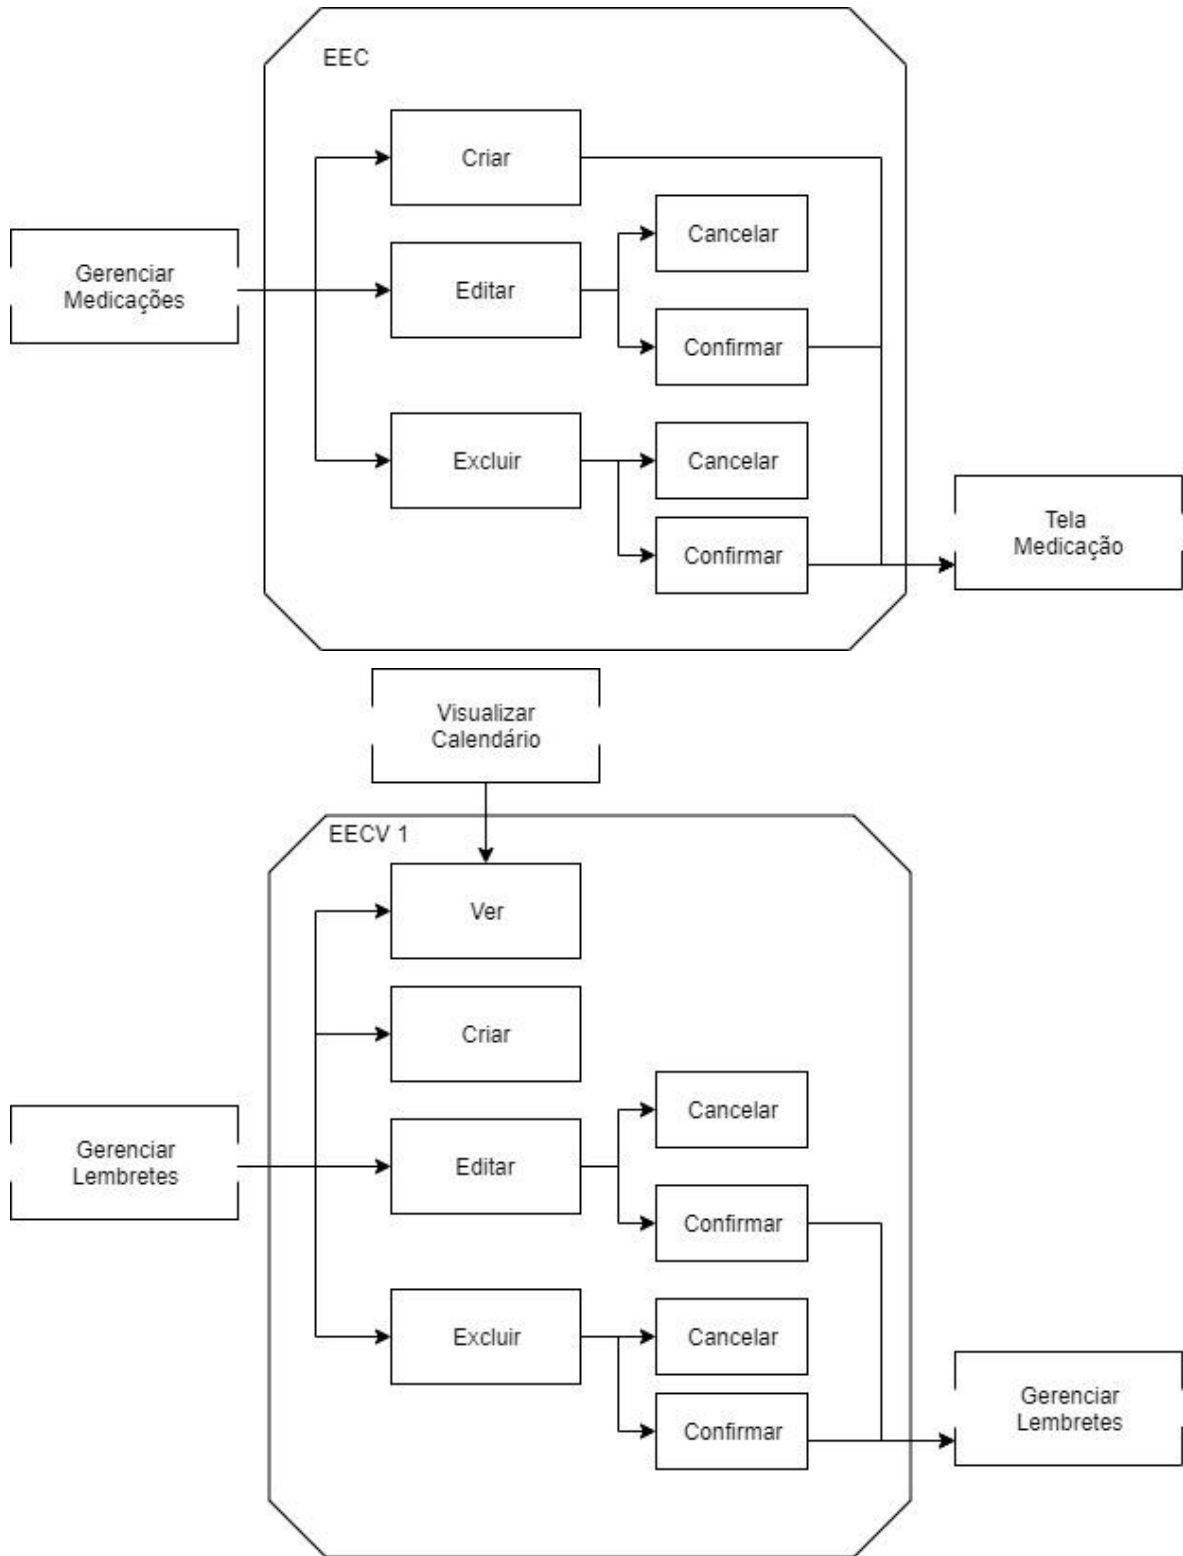 EEC
Criar
Cancelar
Gerenciar
Medicações
Editar
Confirmar
Excluir
Cancelar
Tela
Medicação
Confirmar
Visualizar
Calendário
EECV 1
Ver
Criar
Cancelar
Gerenciar
Lembretes
Editar
Confirmar
Excluir
Cancelar
Gerenciar
Lembretes
Confirmar